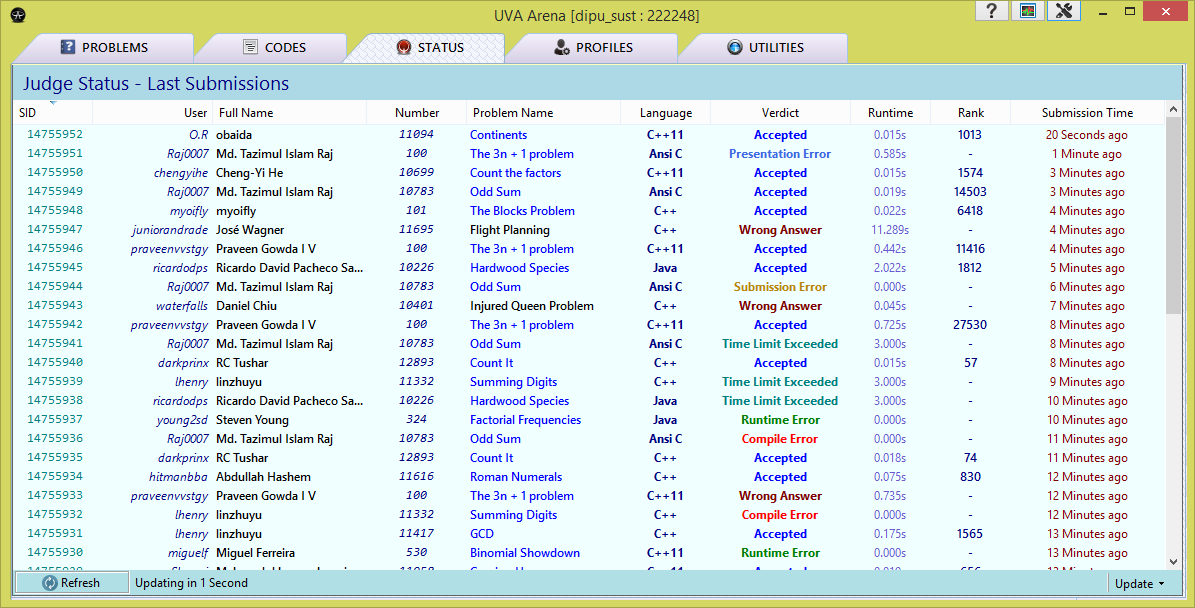 UVA Arena [dipu_sust : 222248]
PROBLEMS CODES STATUS PROFILES UTILITIES
Judge Status - Last Submissions
SID User Full Name Number Problem Name Language Verdict Runtime Rank Submission Time
14755952 O.R obaida 11094 Continents C++11 Accepted 0.015s 1013 20 Seconds ago
14755951 Raj0007 Md. Tazimul Islam Raj 100 The 3n + 1 problem Ansi C Presentation Error 0.585s - 1 Minute ago
14755950 chengyihe Cheng-Yi He 10699 Count the factors C++11 Accepted 0.015s 1574 3 Minutes ago
14755949 Raj0007 Md. Tazimul Islam Raj 10783 Odd Sum Ansi C Accepted 0.019s 14503 3 Minutes ago
14755948 myoifly myoifly 101 The Blocks Problem C++ Accepted 0.022s 6418 4 Minutes ago
14755947 juniorandrade José Wagner 11695 Flight Planning C++ Wrong Answer 11.289s - 4 Minutes ago
14755946 praveenvvstgy Praveen Gowda I V 100 The 3n + 1 problem C++11 Accepted 0.442s 11416 4 Minutes ago
14755945 ricardodps Ricardo David Pacheco Sa... 10226 Hardwood Species Java Accepted 2.022s 1812 5 Minutes ago
14755944 Raj0007 Md. Tazimul Islam Raj 10783 Odd Sum Ansi C Submission Error 0.000s - 6 Minutes ago
14755943 waterfalls Daniel Chiu 10401 Injured Queen Problem C++ Wrong Answer 0.045s - 7 Minutes ago
14755942 praveenvvstgy Praveen Gowda I V 100 The 3n + 1 problem C++11 Accepted 0.725s 27530 8 Minutes ago
14755941 Raj0007 Md. Tazimul Islam Raj 10783 Odd Sum Ansi C Time Limit Exceeded 3.000s - 8 Minutes ago
14755940 darkprinx RC Tushar 12893 Count It C++ Accepted 0.015s 57 8 Minutes ago
14755939 lhenry linzhuyu 11332 Summing Digits C++ Time Limit Exceeded 3.000s - 9 Minutes ago
14755938 ricardodps Ricardo David Pacheco Sa... 10226 Hardwood Species Java Time Limit Exceeded 3.000s - 10 Minutes ago
14755937 young2sd Steven Young 324 Factorial Frequencies Java Runtime Error 0.000s - 10 Minutes ago
14755936 Raj0007 Md. Tazimul Islam Raj 10783 Odd Sum Ansi C Compile Error 0.000s - 11 Minutes ago
14755935 darkprinx RC Tushar 12893 Count It C++ Accepted 0.018s 74 11 Minutes ago
14755934 hitmanbba Abdullah Hashem 11616 Roman Numerals C++ Accepted 0.075s 830 12 Minutes ago
14755933 praveenvvstgy Praveen Gowda I V 100 The 3n + 1 problem C++11 Wrong Answer 0.735s - 12 Minutes ago
14755932 lhenry linzhuyu 11332 Summing Digits C++ Compile Error 0.000s - 12 Minutes ago
14755931 lhenry linzhuyu 11417 GCD C++ Accepted 0.175s 1565 13 Minutes ago
14755930 miguelf Miguel Ferreira 530 Binomial Showdown C++11 Runtime Error 0.000s - 13 Minutes ago
Refresh Updating in 1 Second Update